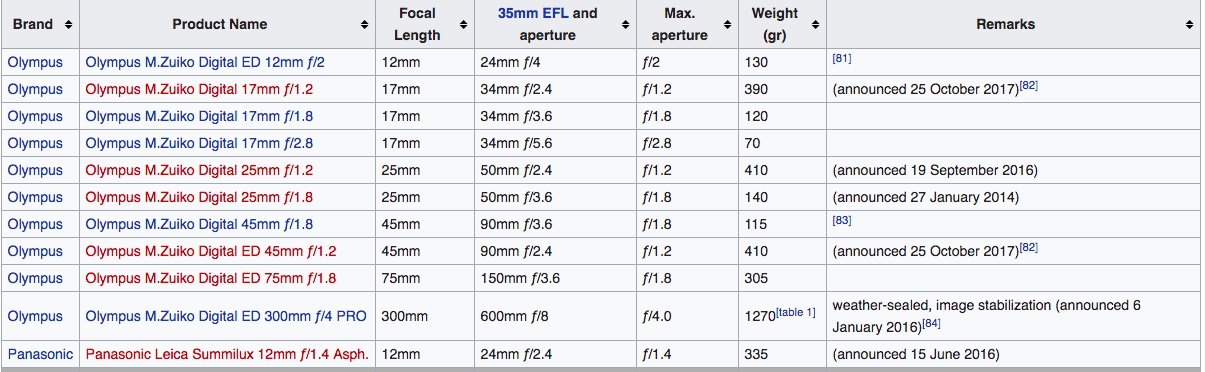 Brand Product Name Focal Length 35mm EFL and aperture Max. aperture Weight (gr) Remarks
Olympus Olympus M.Zuiko Digital ED 12mm f/2 12mm 24mm f/4 f/2 130 [81]
Olympus Olympus M.Zuiko Digital 17mm f/1.2 17mm 34mm f/2.4 f/1.2 390 (announced 25 October 2017)[82]
Olympus Olympus M.Zuiko Digital 17mm f/1.8 17mm 34mm f/3.6 f/1.8 120
Olympus Olympus M.Zuiko Digital 17mm f/2.8 17mm 34mm f/5.6 f/2.8 70
Olympus Olympus M.Zuiko Digital 25mm f/1.2 25mm 50mm f/2.4 f/1.2 410 (announced 19 September 2016)
Olympus Olympus M.Zuiko Digital 25mm f/1.8 25mm 50mm f/3.6 f/1.8 140 (announced 27 January 2014)
Olympus Olympus M.Zuiko Digital 45mm f/1.8 45mm 90mm f/3.6 f/1.8 115 [83]
Olympus Olympus M.Zuiko Digital ED 45mm f/1.2 45mm 90mm f/2.4 f/1.2 410 (announced 25 October 2017)[82]
Olympus Olympus M.Zuiko Digital ED 75mm f/1.8 75mm 150mm f/3.6 f/1.8 305
Olympus Olympus M.Zuiko Digital ED 300mm f/4 PRO 300mm 600mm f/8 f/4.0 1270[table 1] weather-sealed, image stabilization (announced 6
January 2016)[84]
Panasonic Panasonic Leica Summilux 12mm f/1.4 Asph. 12mm 24mm f/2.4 f/1.4 335 (announced 15 June 2016)